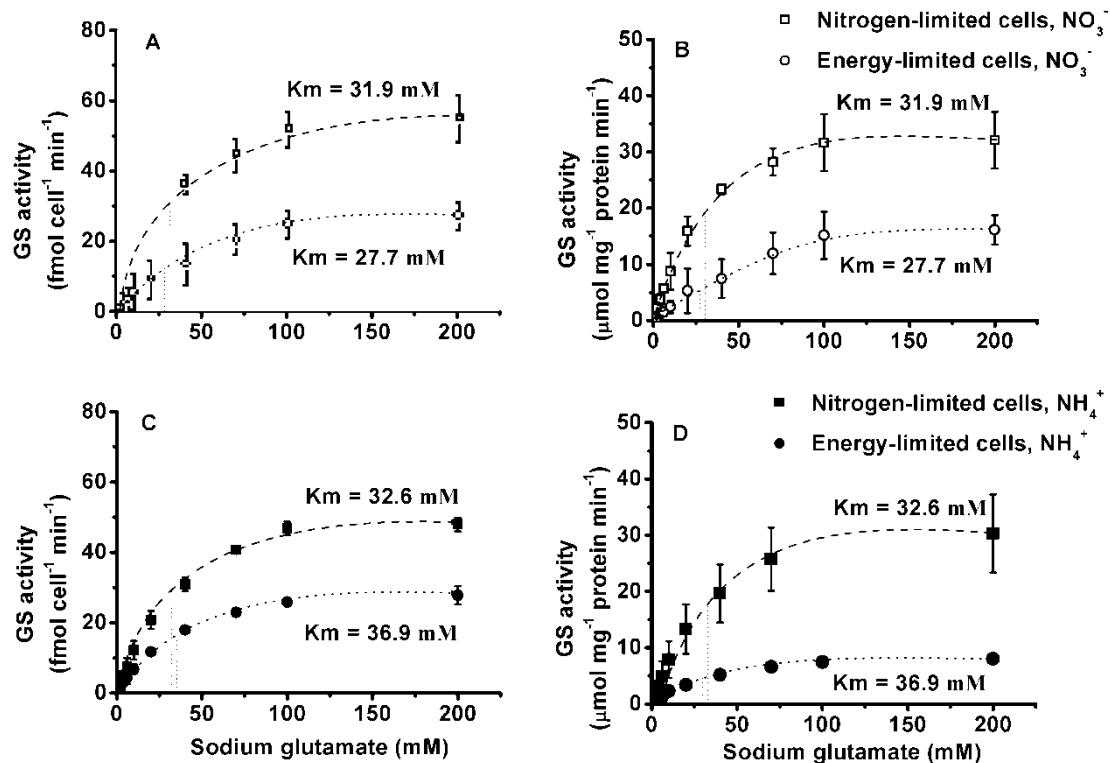 A
80
60
40
20
0
GS activity
(fmol cell⁻¹ min⁻¹)
Km = 31.9 mM
Km = 27.7 mM
0 50 100 150 200
Nitrogen-limited cells, NO₃⁻
Energy-limited cells, NO₃⁻
B
50
40
30
20
10
0
GS activity
(μmol mg⁻¹ protein min⁻¹)
Km = 31.9 mM
Km = 27.7 mM
0 50 100 150 200
C
80
60
40
20
0
GS activity
(fmol cell⁻¹ min⁻¹)
Km = 32.6 mM
Km = 36.9 mM
0 50 100 150 200
Sodium glutamate (mM)
Nitrogen-limited cells, NH₄⁺
Energy-limited cells, NH₄⁺
D
50
40
30
20
10
0
GS activity
(μmol mg⁻¹ protein min⁻¹)
Km = 32.6 mM
Km = 36.9 mM
0 50 100 150 200
Sodium glutamate (mM)